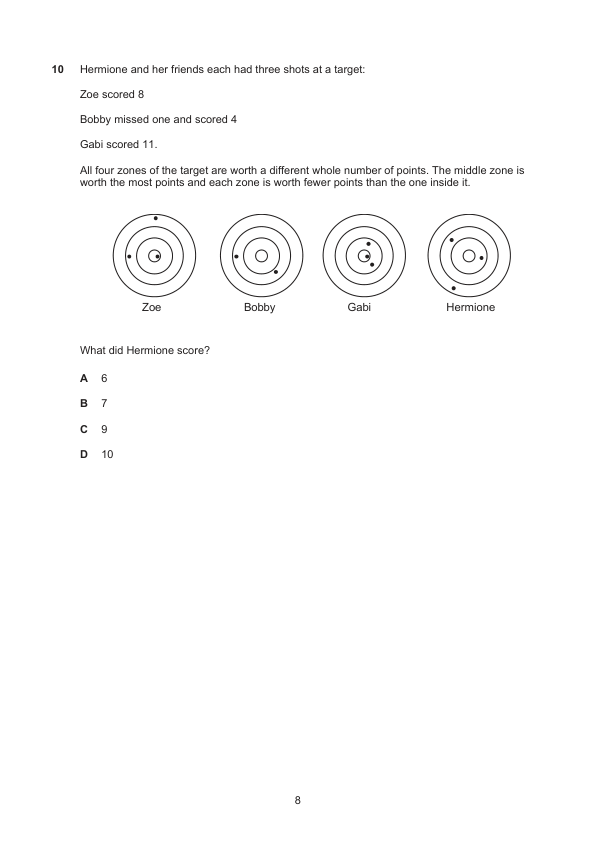 10 Hermione and her friends each had three shots at a target:
Zoe scored 8
Bobby missed one and scored 4
Gabi scored 11.
All four zones of the target are worth a different whole number of points. The middle zone is
worth the most points and each zone is worth fewer points than the one inside it.
Zoe Bobby Gabi Hermione
What did Hermione score?
A 6
B 7
C 9
D 10
8